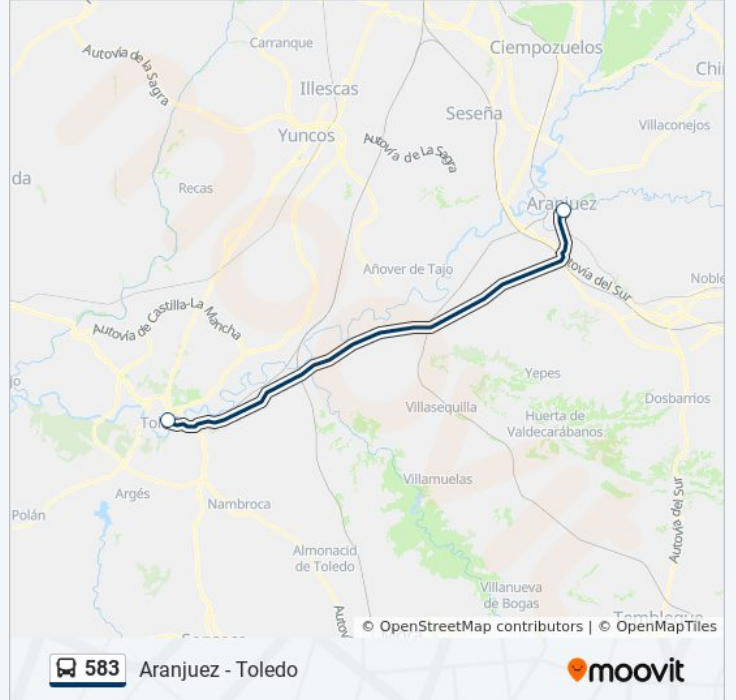 Carranque
Ciempozuelos
Autovía de la Sagra
Illescas
Seseña
Yuncos
Villaconejos
Autovía de La Sagra
da
Recas
Aranjuez
Añover de Tajo
Autovía del Sur
Autovía de Castilla-La Mancha
Yepes
Dosbarrios
Villasequilla
Huerta de
Valdecarábanos
Villamuelas
Argés
Nambroca
Polán
Autovía del Sur
Almonacid
de Toledo
Villanueva
de Bogas
© OpenStreetMap contributors | © OpenMapTiles
583 Aranjuez - Toledo
moovit